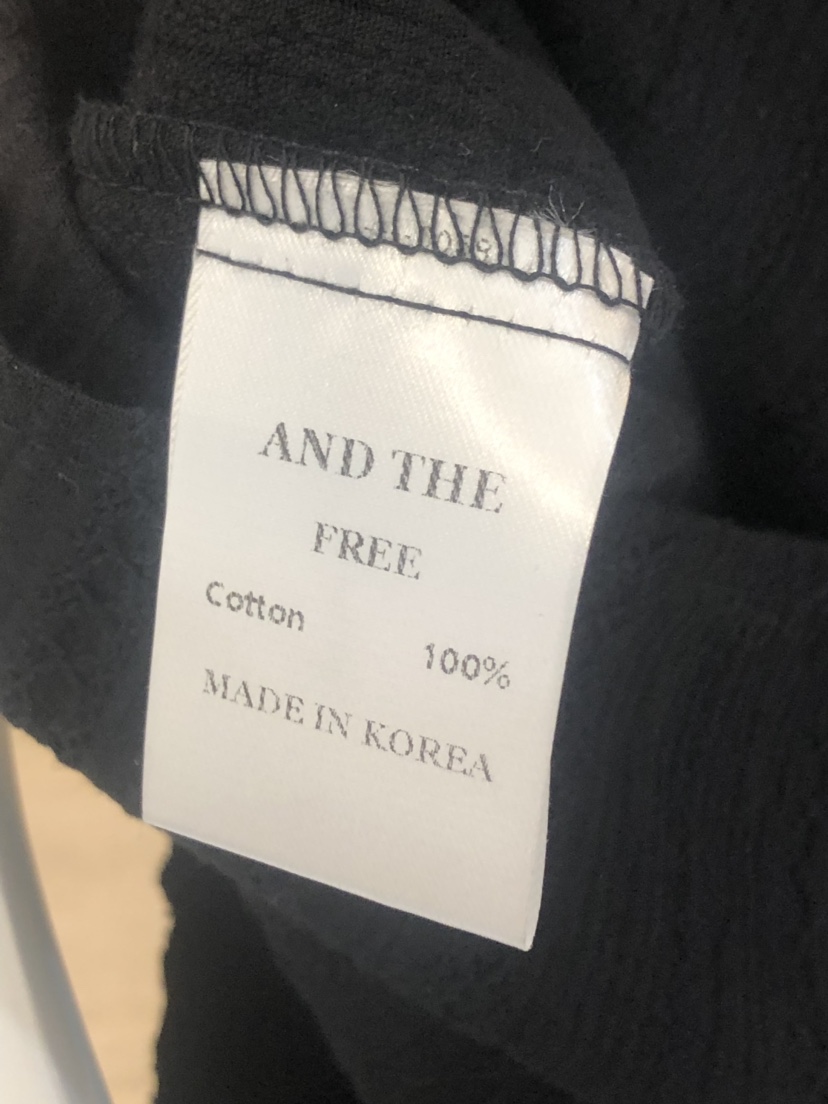 AND THE
FREE
Cotton
100%
MADE IN KOREA